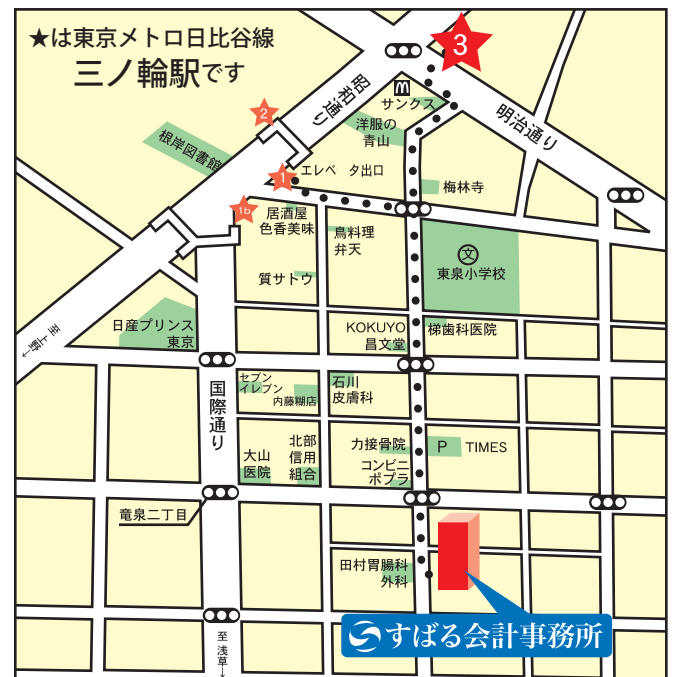 ★は東京メトロ日比谷線
三ノ輪駅です
3
昭和通り
サンクス
明治通り
2
洋服の
青山
根岸図書館
1
エレベ　タ出口
梅林寺
1b
居酒屋
色香美味
鳥料理
弁天
文
東泉小学校
質サトウ
日産プリンス
東京
KOKUYO
昌文堂
梯歯科医院
至上野→
セブン
イレブン
内藤糊店
石川
皮膚科
国際通り
大山
医院
北部
信用
組合
力接骨院
P
TIMES
コンビニ
ポプラ
竜泉二丁目
田村胃腸科
外科
すばる会計事務所
至浅草→